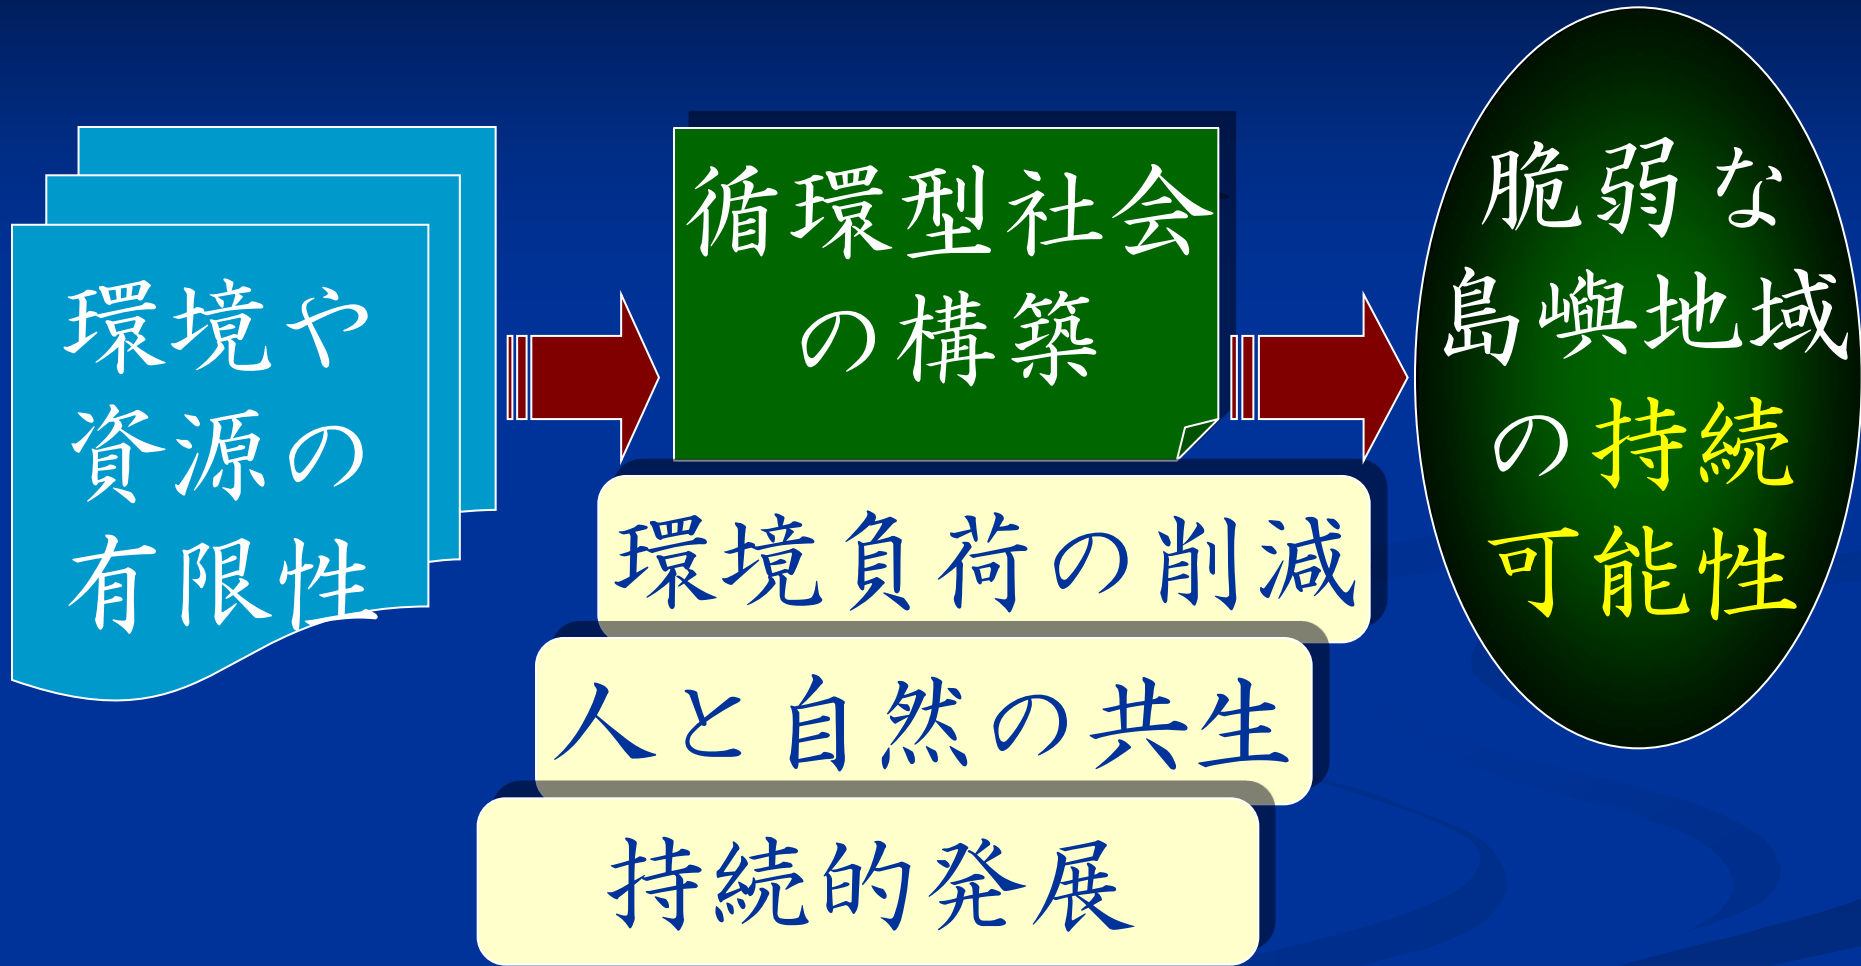 環境や
資源の
有限性
循環型社会
の構築
環境負荷の削減
人と自然の共生
持続的発展
脆弱な
島嶼地域
の持続
可能性